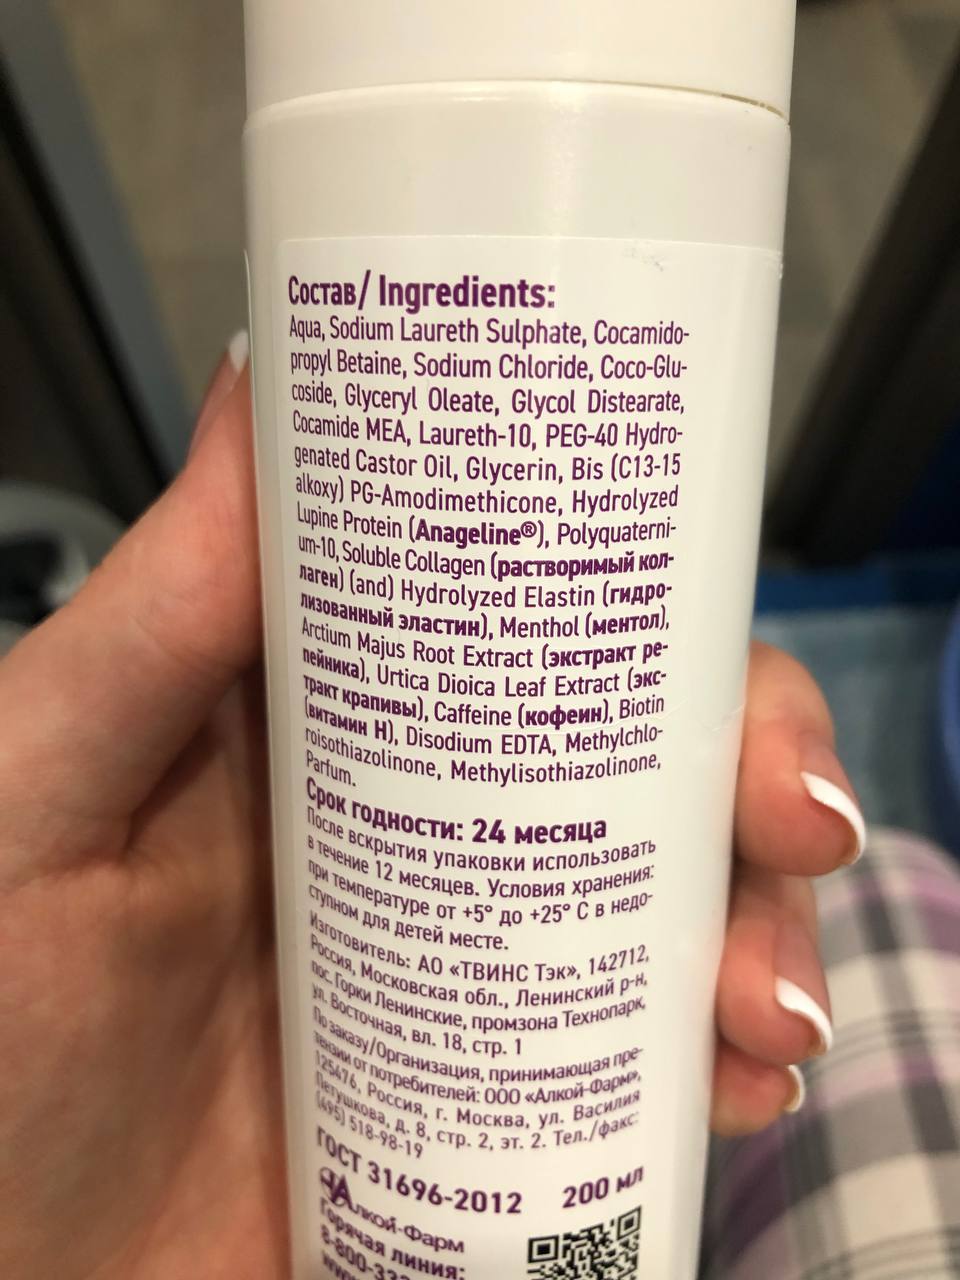 Состав/ Ingredients:
Aqua, Sodium Laureth Sulphate, Cocamido-
propyl Betaine, Sodium Chloride, Coco-Glu-
coside, Glyceryl Oleate, Glycol Distearate,
Cocamide MEA, Laureth-10, PEG-40 Hydro-
genated Castor Oil, Glycerin, Bis (C13-15
alkoxy) PG-Amodimethicone, Hydrolyzed
Lupine Protein (Anageline®), Polyquaterni-
um-10, Soluble Collagen (растворимый кол-
лаген) (and) Hydrolyzed Elastin (гидро-
лизованный эластин), Menthol (ментол),
Arctium Majus Root Extract (экстракт ре-
пейника), Urtica Dioica Leaf Extract (экс-
тракт крапивы), Caffeine (кофеин), Biotin
(витамин Н), Disodium EDTA, Methylchlo-
roisothiazolinone, Methylisothiazolinone,
Parfum.
Срок годности: 24 месяца
После вскрытия упаковки использовать
в течение 12 месяцев. Условия хранения:
при температуре от +5° до +25° С в недо-
ступном для детей месте.
Изготовитель: АО «ТВИНС Тэк», 142712,
Россия, Московская обл., Ленинский р-н,
пос. Горки Ленинские, промзона Технопарк,
ул. Восточная, вл. 18, стр. 1
По заказу/Организация, принимающая пре-
тензии от потребителей: ООО «Алкой-Фарм»,
125476, Россия, г. Москва, ул. Василия
Петушкова, д. 8, стр. 2, эт. 2. Тел./факс:
(495) 518-98-19
ГОСТ 31696-2012 200 мл
Алкой-Фарм
Горячая линия:
8-800-33
www